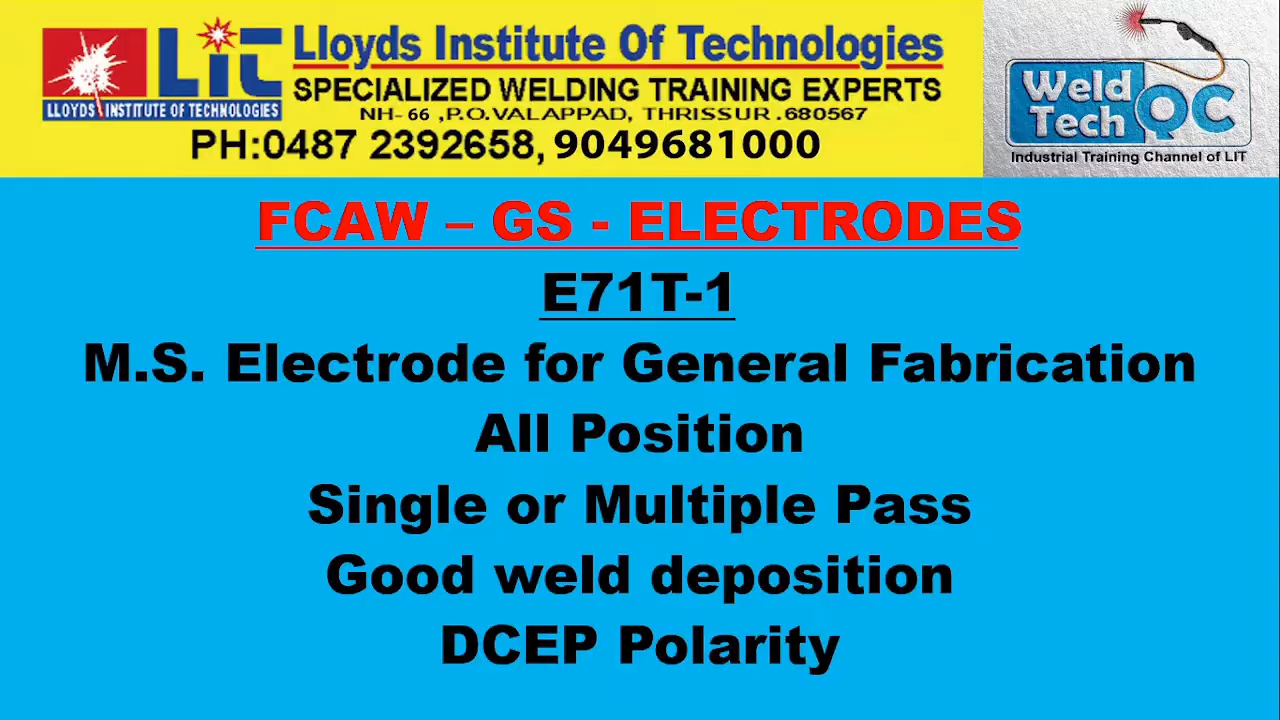 LIT
LLOYDS INSTITUTE OF TECHNOLOGIES
Lloyds Institute Of Technologies
SPECIALIZED WELDING TRAINING EXPERTS
NH-66 ,P.O.VALAPPAD, THRISSUR.680567
PH:0487 2392658, 9049681000
Weld
Tech QC
Industrial Training Channel of LIT
FCAW – GS - ELECTRODES
E71T-1
M.S. Electrode for General Fabrication
All Position
Single or Multiple Pass
Good weld deposition
DCEP Polarity